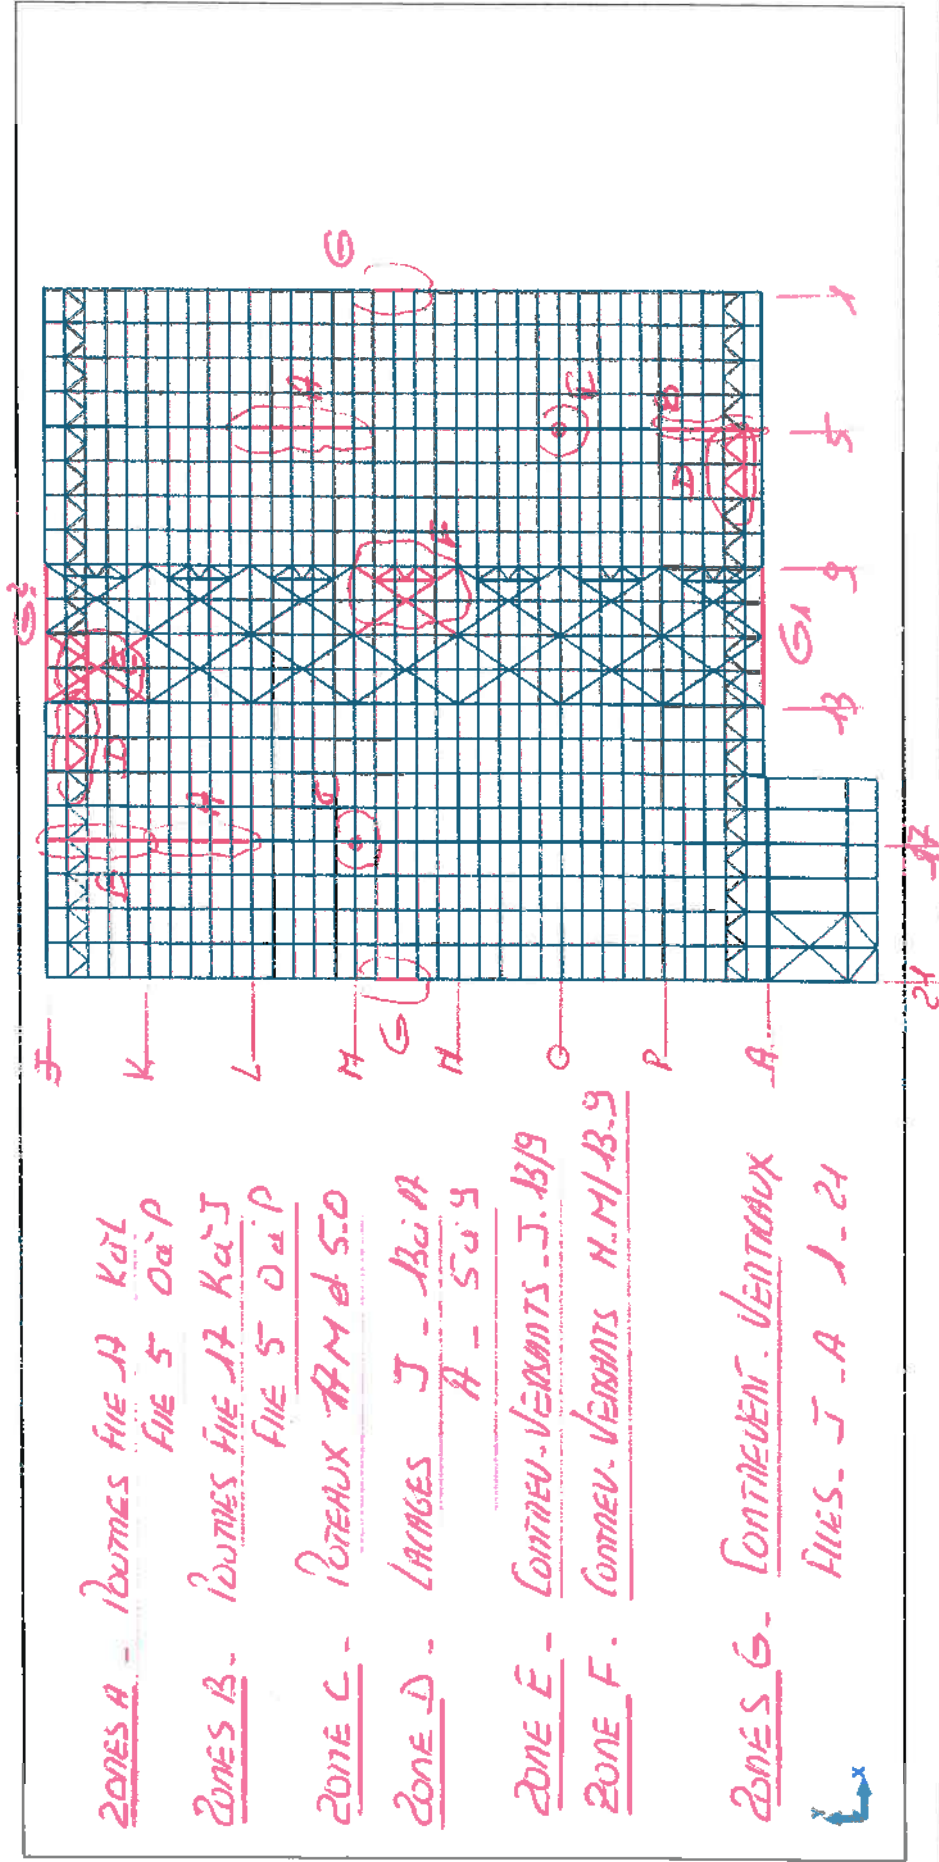 ZONES A - POUTRES FILE 17 K à L
FILE 5 O à P
ZONES B - POUTRES FILE 17 K à J
FILE 5 O à P
ZONE C - POTEAUX 17 M et 5.O
ZONE D - LACAGES J - 13 à 17
A - 5 à 9
ZONE E - CONTREV - VERSANTS - J. 13/9
ZONE F. CONTREV - VERSANTS N.M/13-9
ZONES G - CONTREVENT. VERTICAUX
FILES - J - A 1 - 21
J
K
L
M
G
N
O
P
A
G2
E
D
B
A
C
F
G
A
C
B
D
G1
21
17
13
9
5
1
Y
X